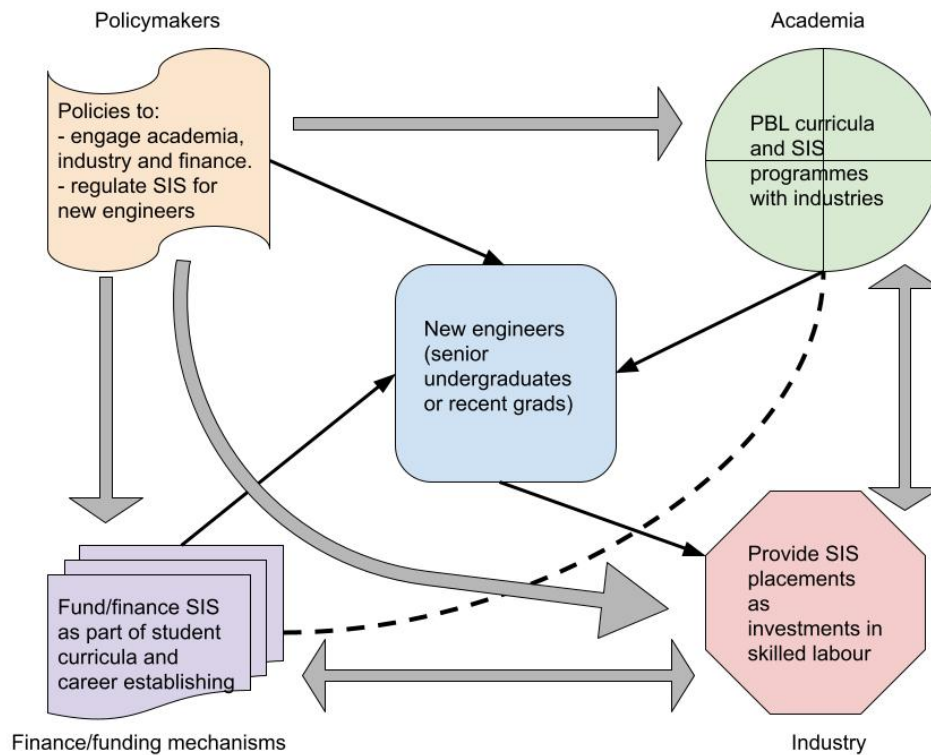 Policymakers
Academia
Policies to:
- engage academia,
industry and finance.
- regulate SIS for
new engineers
PBL curricula
and SIS
programmes
with industries
New engineers
(senior
undergraduates
or recent grads)
Fund/finance SIS
as part of student
curricula and
career establishing
Provide SIS
placements
as
investments in
skilled labour
Finance/funding mechanisms
Industry